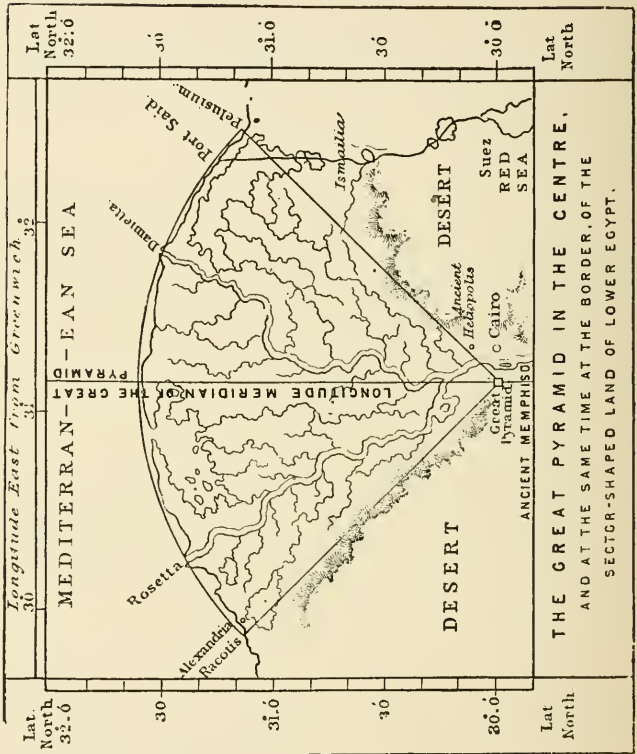 Longitude East from Greenwich
30
31
32
Lat.
North
32.0
Lat
North
32°.0
MEDITERRAN-EAN SEA
Damietta
Port Said
Pelusium
Rosetta
Alexandria
Racotis
30
31.0
30
30.0
30
31.0
30
30.0
LONGITUDE MERIDIAN OF THE GREAT PYRAMID
Ismailia
DESERT
DESERT
Suez
RED
SEA
Ancient
Heliopolis
Cairo
Great
Pyramid
ANCIENT MEMPHIS
Lat
North
Lat
North
THE GREAT PYRAMID IN THE CENTRE,
AND AT THE SAME TIME AT THE BORDER, OF THE
SECTOR-SHAPED LAND OF LOWER EGYPT.